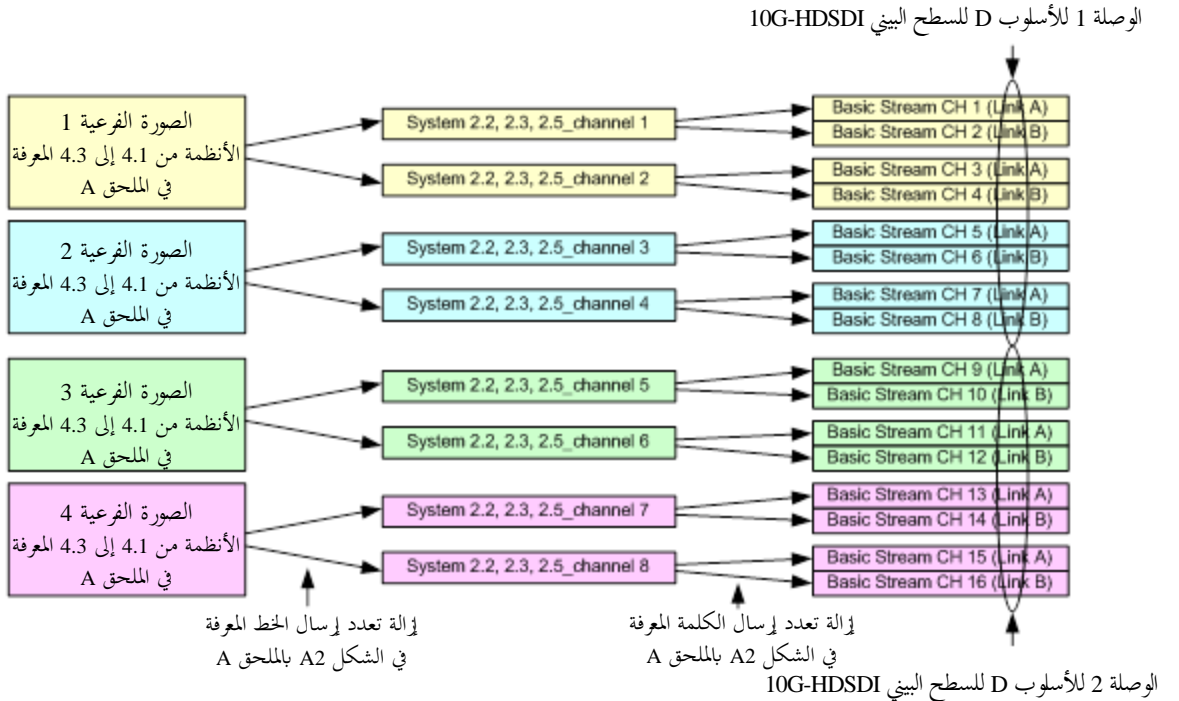 الوصلة 1 للأسلوب D للسطح البيني 10G-HDSDI
الصورة الفرعية 1
الأنظمة من 4.1 إلى 4.3 المعرفة
في الملحق A
System 2.2, 2.3, 2.5_channel 1
System 2.2, 2.3, 2.5_channel 2
Basic Stream CH 1 (Link A)
Basic Stream CH 2 (Link B)
Basic Stream CH 3 (Link A)
Basic Stream CH 4 (Link B)
الصورة الفرعية 2
الأنظمة من 4.1 إلى 4.3 المعرفة
في الملحق A
System 2.2, 2.3, 2.5_channel 3
System 2.2, 2.3, 2.5_channel 4
Basic Stream CH 5 (Link A)
Basic Stream CH 6 (Link B)
Basic Stream CH 7 (Link A)
Basic Stream CH 8 (Link B)
الصورة الفرعية 3
الأنظمة من 4.1 إلى 4.3 المعرفة
في الملحق A
System 2.2, 2.3, 2.5_channel 5
System 2.2, 2.3, 2.5_channel 6
Basic Stream CH 9 (Link A)
Basic Stream CH 10 (Link B)
Basic Stream CH 11 (Link A)
Basic Stream CH 12 (Link B)
الصورة الفرعية 4
الأنظمة من 4.1 إلى 4.3 المعرفة
في الملحق A
System 2.2, 2.3, 2.5_channel 7
System 2.2, 2.3, 2.5_channel 8
Basic Stream CH 13 (Link A)
Basic Stream CH 14 (Link B)
Basic Stream CH 15 (Link A)
Basic Stream CH 16 (Link B)
إزالة تعدد إرسال الخط المعرفة
في الشكل A2 بالملحق A
إزالة تعدد إرسال الكلمة المعرفة
في الشكل A2 بالملحق A
الوصلة 2 للأسلوب D للسطح البيني 10G-HDSDI